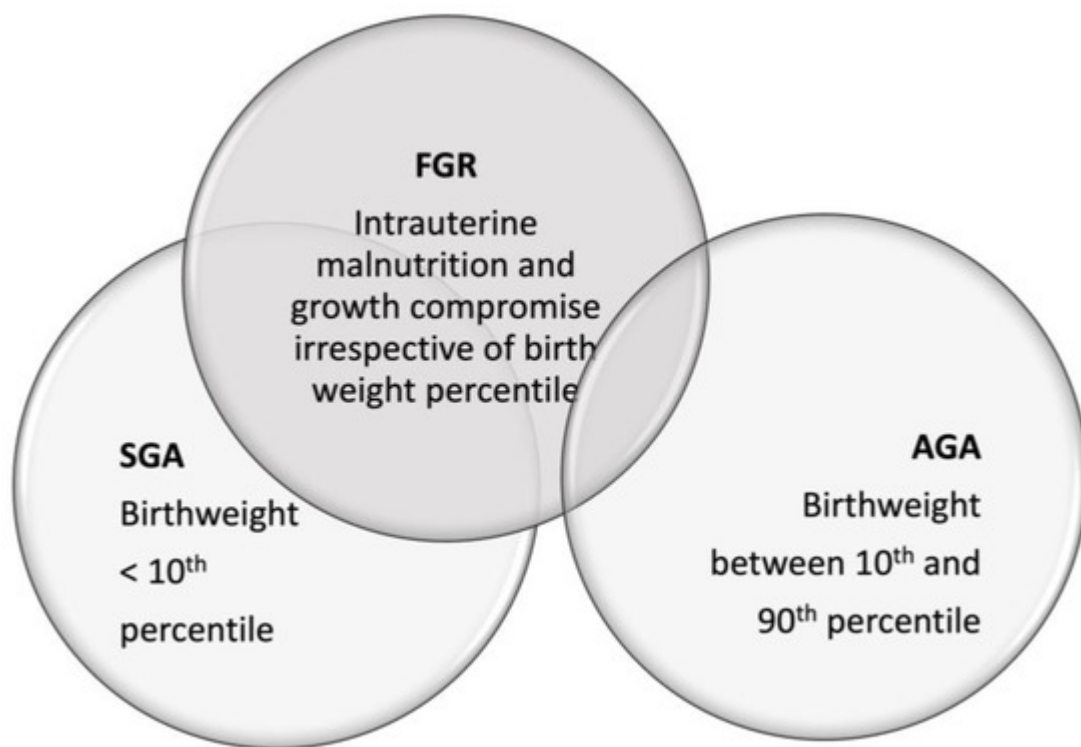 FGR
Intrauterine
malnutrition and
growth compromise
irrespective of birth
weight percentile
SGA
Birthweight
< 10th
percentile
AGA
Birthweight
between 10th and
90th percentile